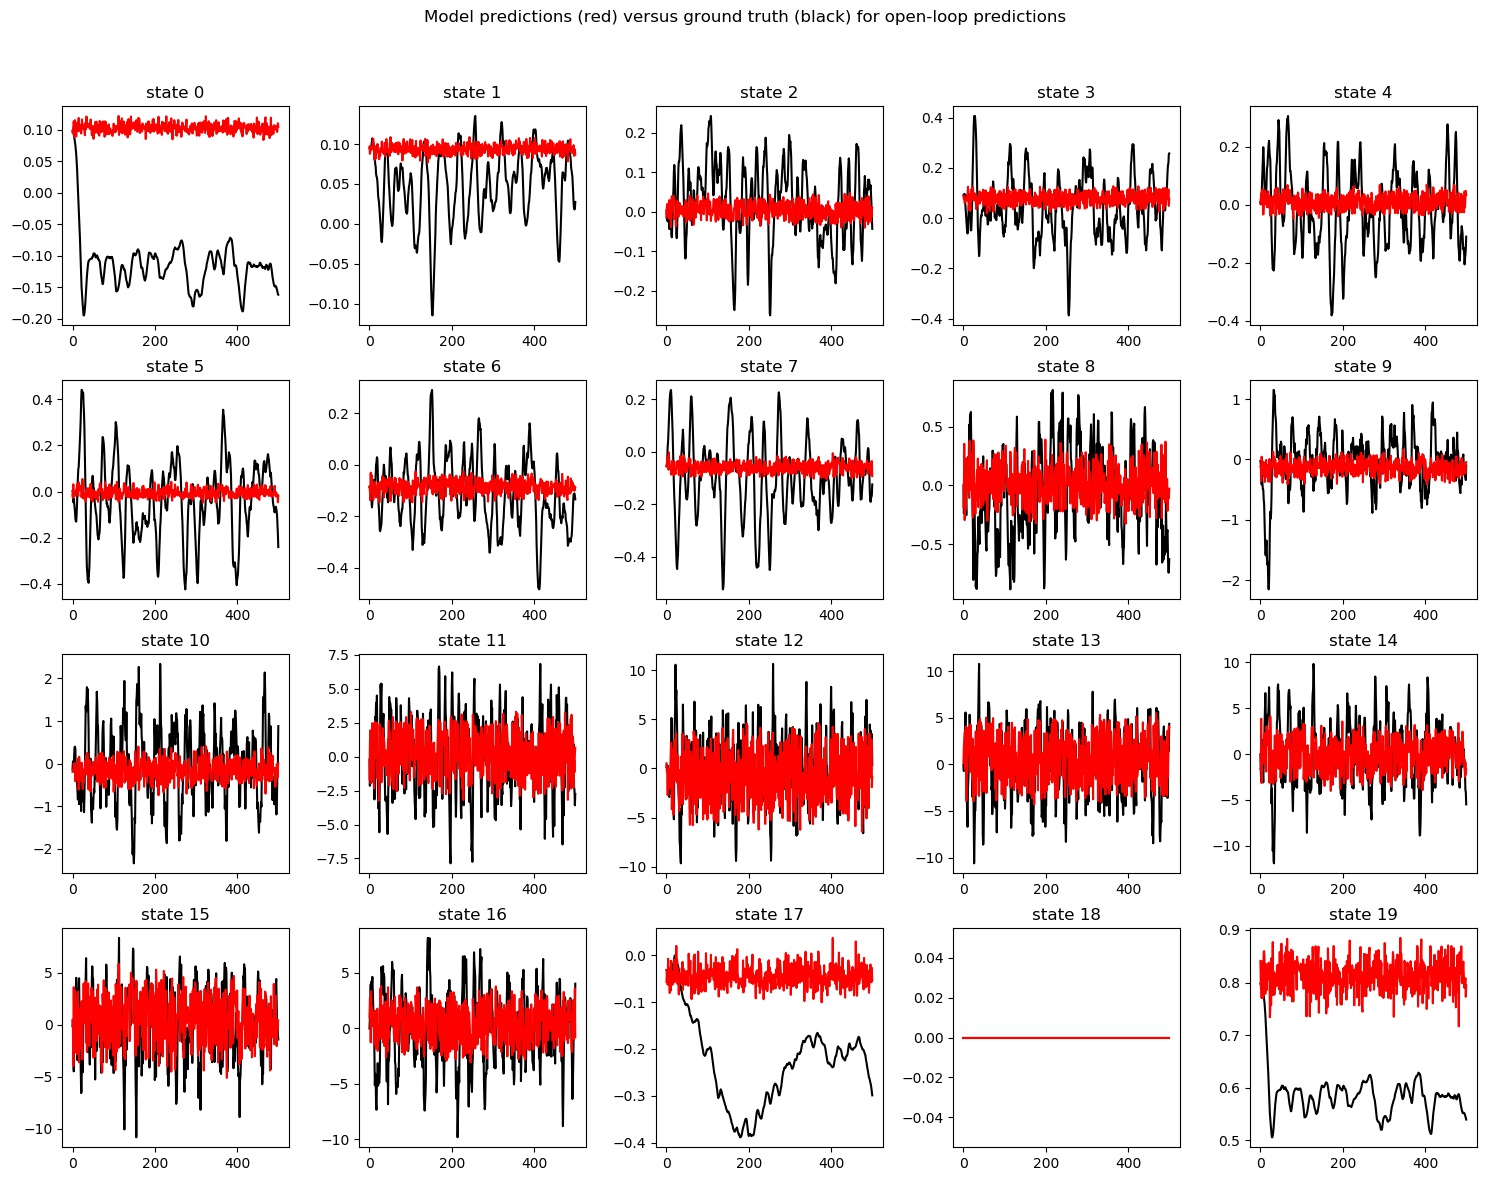 Model predictions (red) versus ground truth (black) for open-loop predictions
state 0 state 1 state 2 state 3 state 4
0.10 0.05 0.00 −0.05 −0.10 −0.15 −0.20
0.10 0.05 0.00 −0.05 −0.10
0.2 0.1 0.0 −0.1 −0.2
0.4 0.2 0.0 −0.2 −0.4
0.2 0.0 −0.2 −0.4
0 200 400 0 200 400 0 200 400 0 200 400 0 200 400
state 5 state 6 state 7 state 8 state 9
0.4 0.2 0.0 −0.2 −0.4
0.2 0.0 −0.2 −0.4
0.2 0.0 −0.2 −0.4
0.5 0.0 −0.5
1 0 −1 −2
0 200 400 0 200 400 0 200 400 0 200 400 0 200 400
state 10 state 11 state 12 state 13 state 14
2 1 0 −1 −2
7.5 5.0 2.5 0.0 −2.5 −5.0 −7.5
10 5 0 −5 −10
10 5 0 −5 −10
10 5 0 −5 −10
0 200 400 0 200 400 0 200 400 0 200 400 0 200 400
state 15 state 16 state 17 state 18 state 19
5 0 −5 −10
5 0 −5 −10
0.0 −0.1 −0.2 −0.3 −0.4
0.04 0.02 0.00 −0.02 −0.04
0.9 0.8 0.7 0.6 0.5
0 200 400 0 200 400 0 200 400 0 200 400 0 200 400